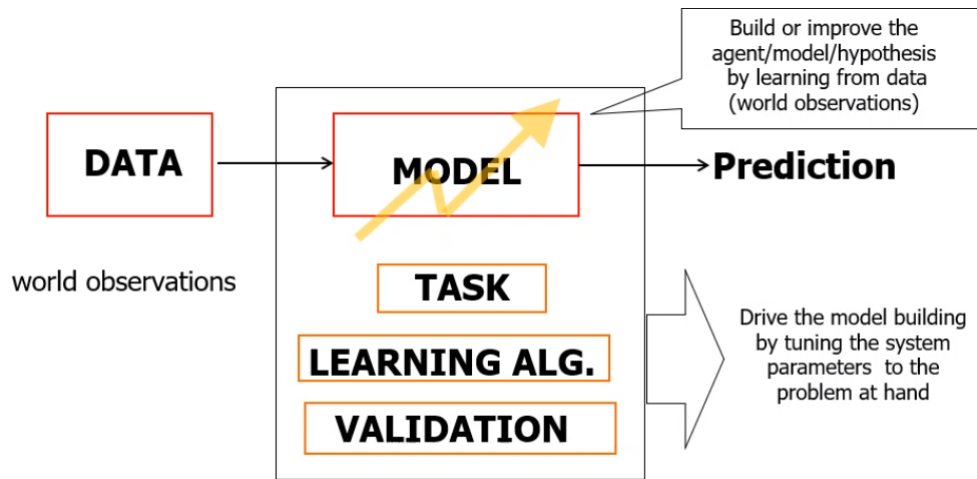 Build or improve the
agent/model/hypothesis
by learning from data
(world observations)
DATA
MODEL
Prediction
world observations
TASK
LEARNING ALG.
VALIDATION
Drive the model building
by tuning the system
parameters to the
problem at hand